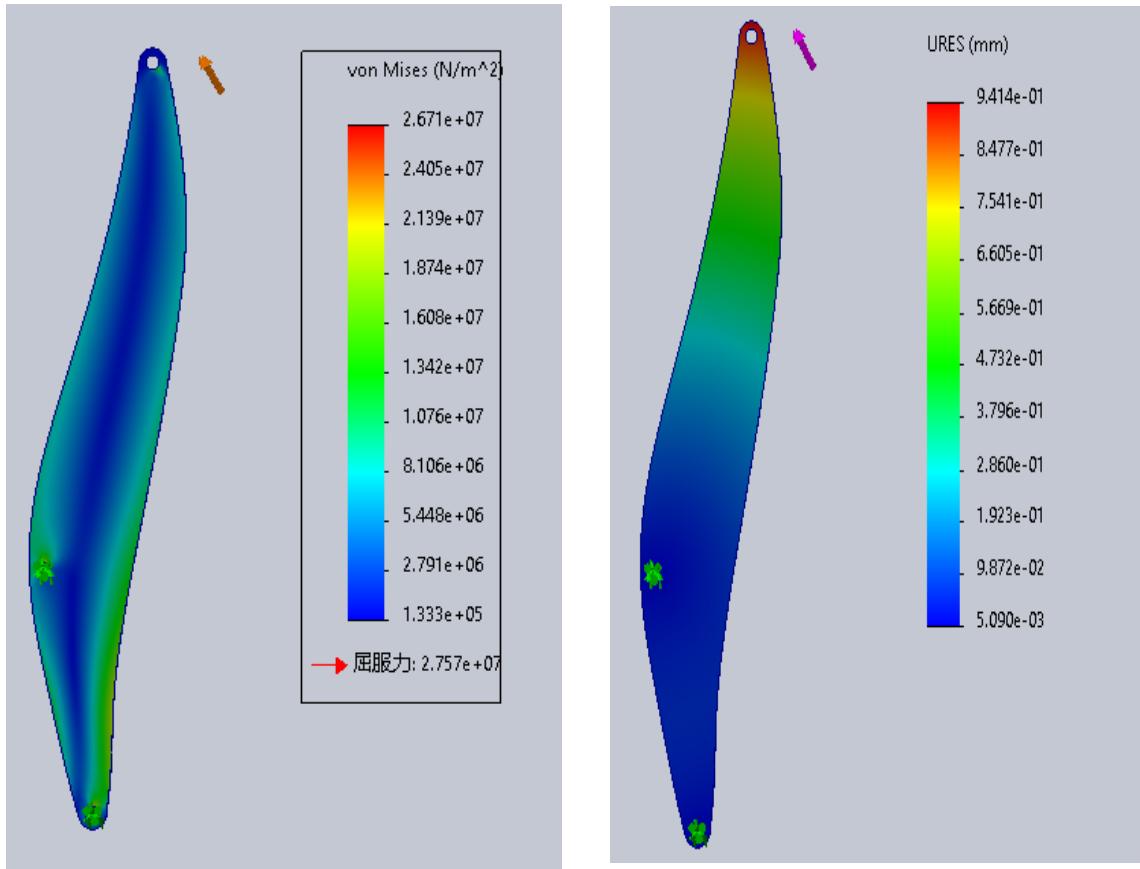 von Mises (N/m^2)
2.671e+07
2.405e+07
2.139e+07
1.874e+07
1.608e+07
1.342e+07
1.076e+07
8.106e+06
5.448e+06
2.791e+06
1.333e+05
屈服力: 2.757e+07
URES (mm)
9.414e-01
8.477e-01
7.541e-01
6.605e-01
5.669e-01
4.732e-01
3.796e-01
2.860e-01
1.923e-01
9.872e-02
5.090e-03